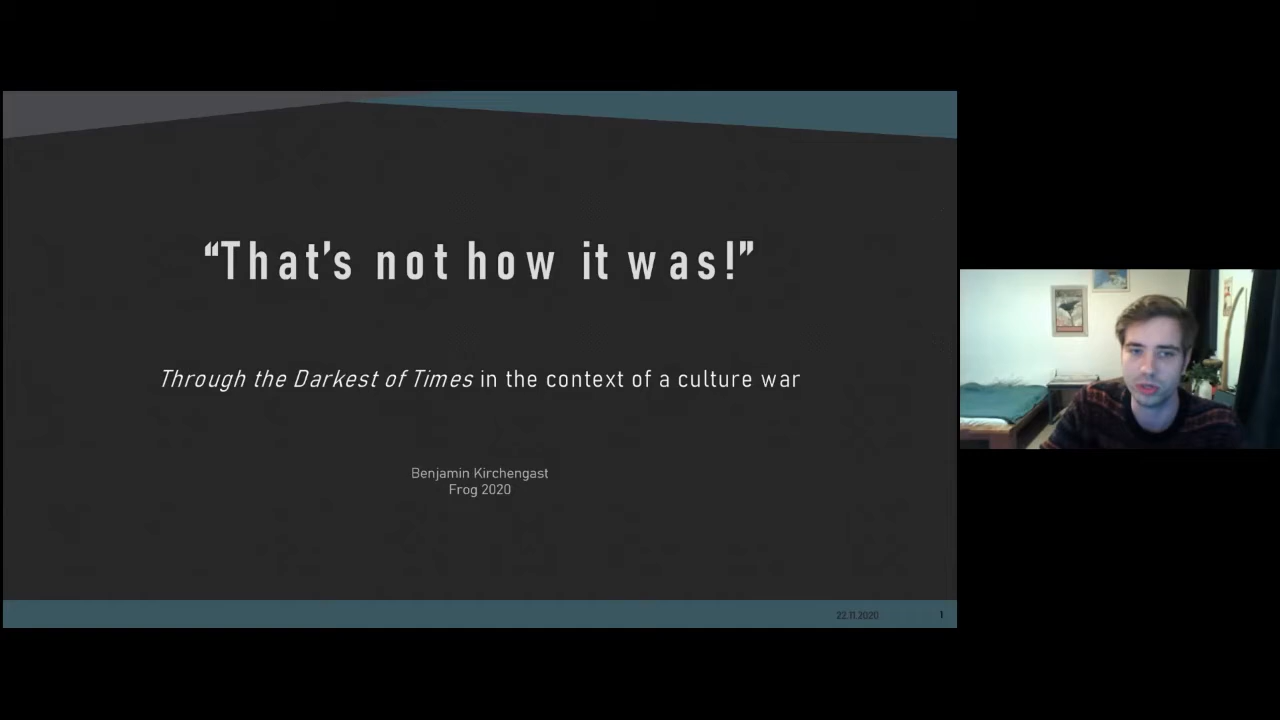 “That’s not how it was!”
Through the Darkest of Times in the context of a culture war
Benjamin Kirchengast
Frog 2020
22.11.2020 1